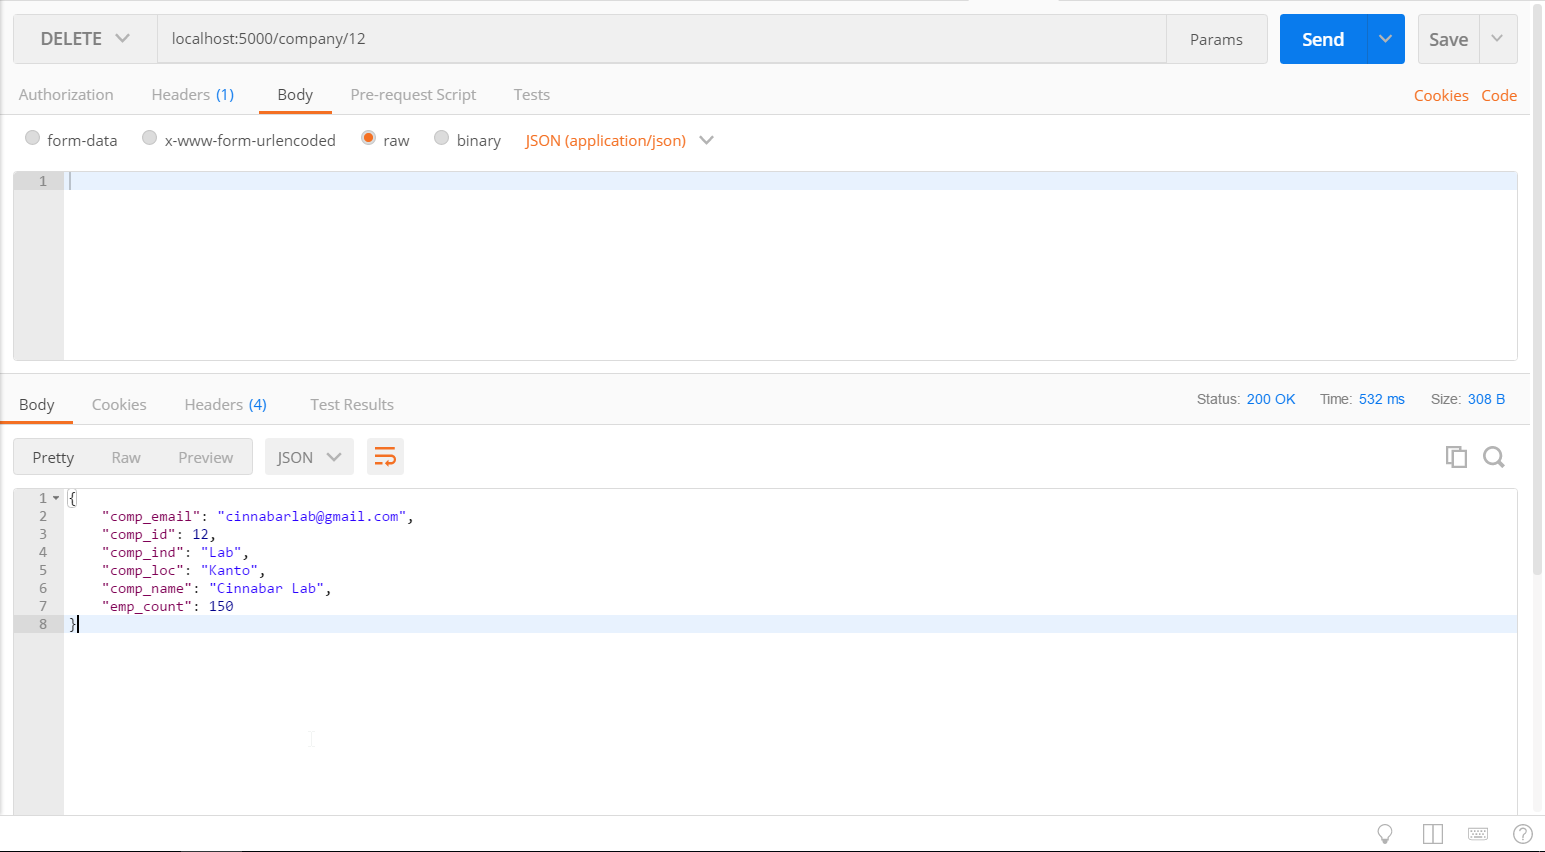 DELETE localhost:5000/company/12 Params Send Save
Authorization Headers (1) Body Pre-request Script Tests Cookies Code
form-data x-www-form-urlencoded raw binary JSON (application/json)
1
Body Cookies Headers (4) Test Results Status: 200 OK Time: 532 ms Size: 308 B
Pretty Raw Preview JSON
1 {
2 "comp_email": "cinnabarlab@gmail.com",
3 "comp_id": 12,
4 "comp_ind": "Lab",
5 "comp_loc": "Kanto",
6 "comp_name": "Cinnabar Lab",
7 "emp_count": 150
8 }